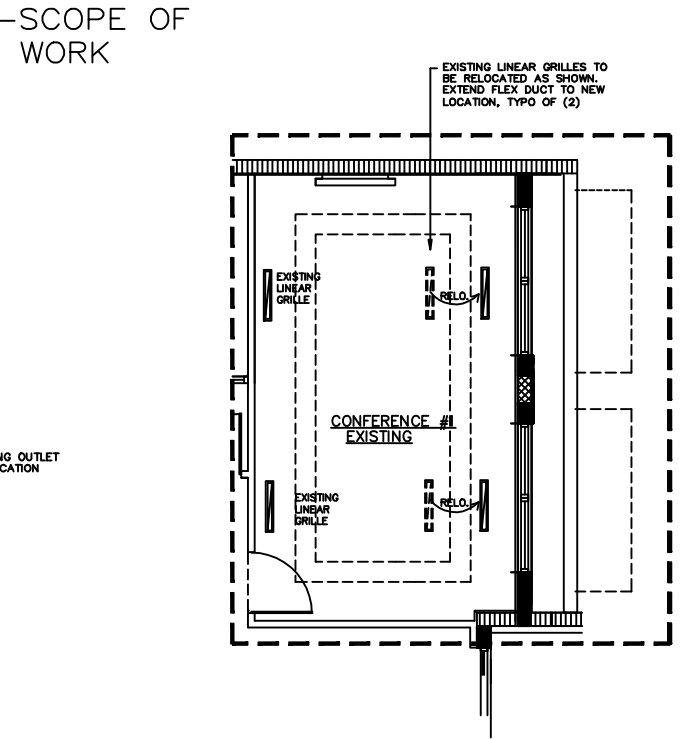 SCOPE OF
WORK
EXISTING LINEAR GRILLES TO
BE RELOCATED AS SHOWN.
EXTEND FLEX DUCT TO NEW
LOCATION, TYPO OF (2)
EXISTING
LINEAR
GRILLE
RELO.
CONFERENCE #1
EXISTING
NG OUTLET
CATION
EXISTING
LINEAR
GRILLE
RELO.